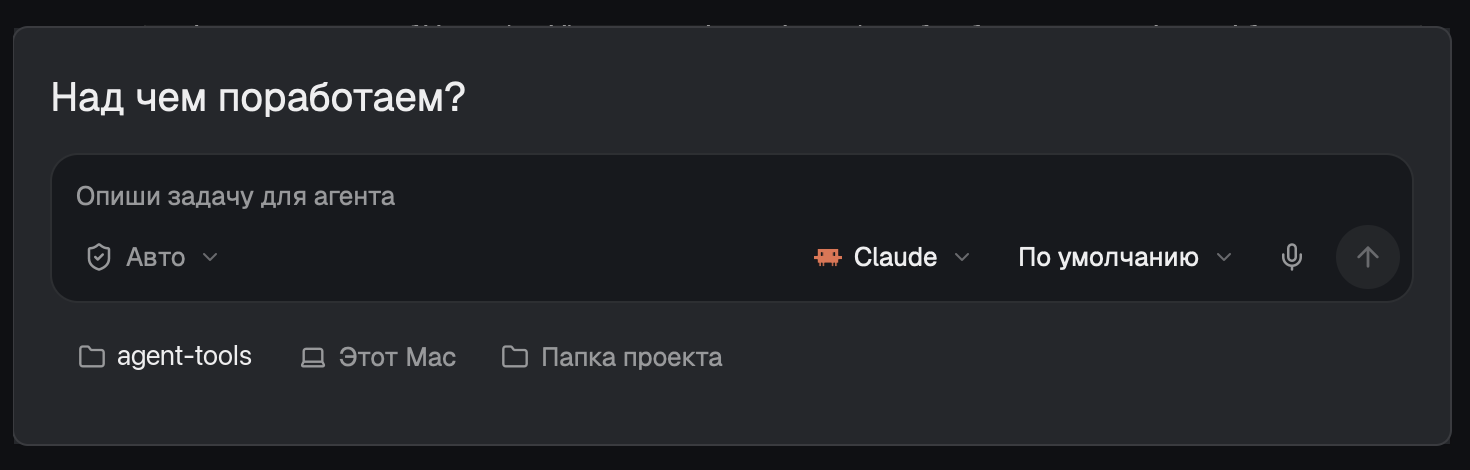 Над чем поработаем?
Опиши задачу для агента
Авто Claude По умолчанию
agent-tools Этот Mac Папка проекта